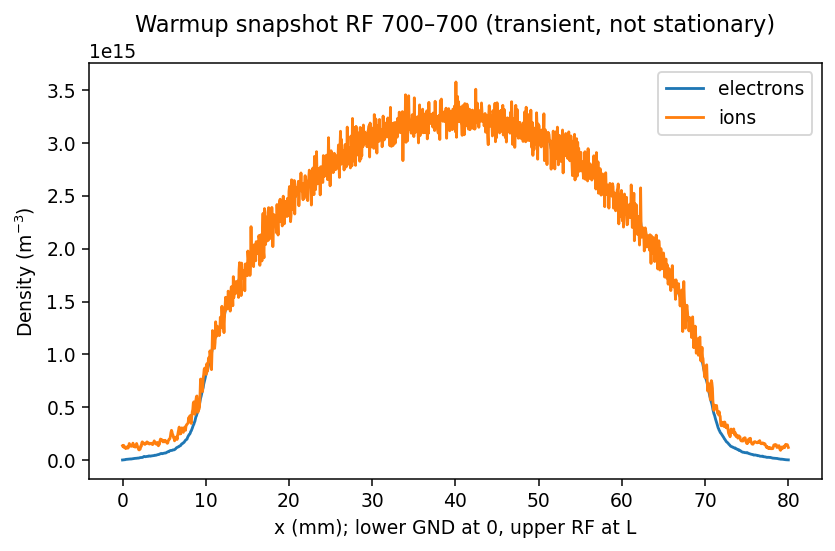 Warmup snapshot RF 700–700 (transient, not stationary)
1e15
electrons
ions
3.5
3.0
2.5
2.0
1.5
1.0
0.5
0.0
Density (m⁻³)
0 10 20 30 40 50 60 70 80
x (mm); lower GND at 0, upper RF at L